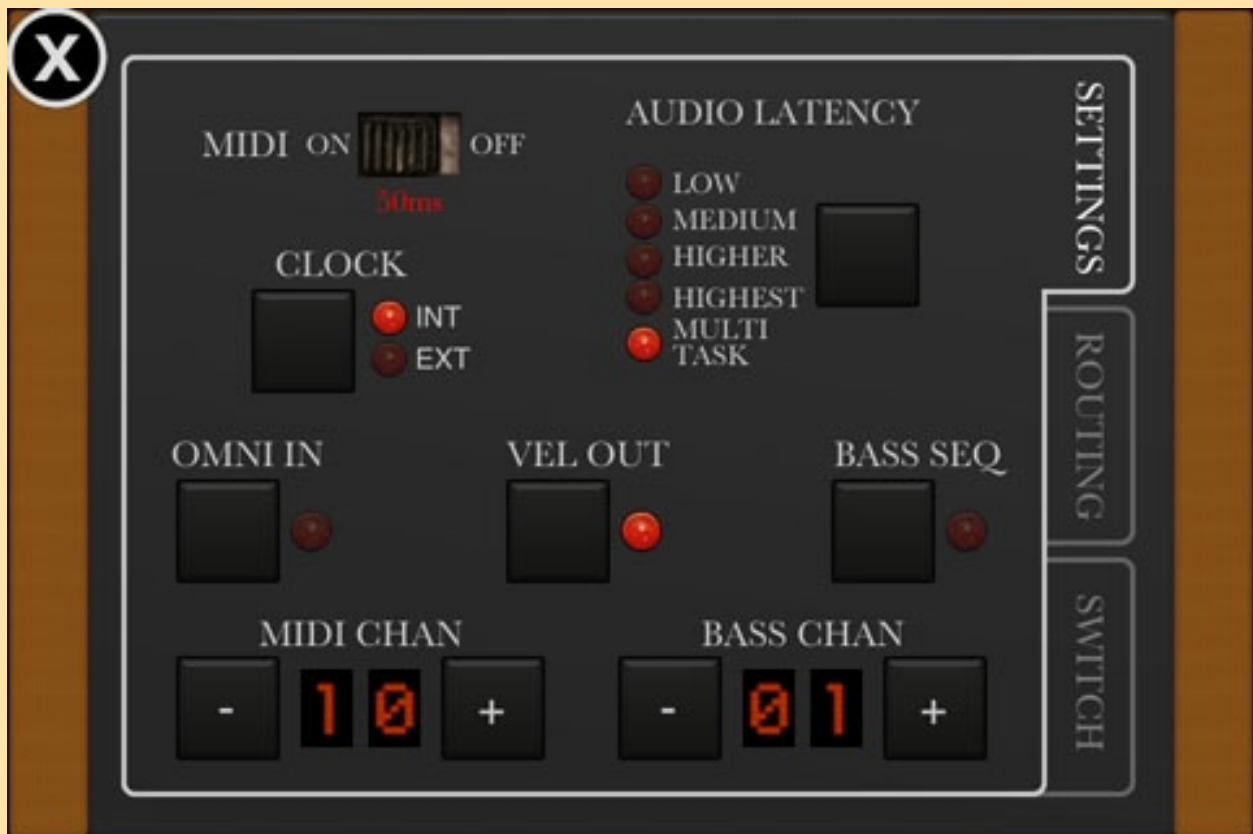 X
MIDI ON OFF
50ms
AUDIO LATENCY
LOW
MEDIUM
HIGHER
HIGHEST
MULTI
TASK
CLOCK
INT
EXT
OMNI IN
VEL OUT
BASS SEQ
MIDI CHAN
- 10 +
BASS CHAN
- 01 +
SETTINGS
ROUTING
SWITCH